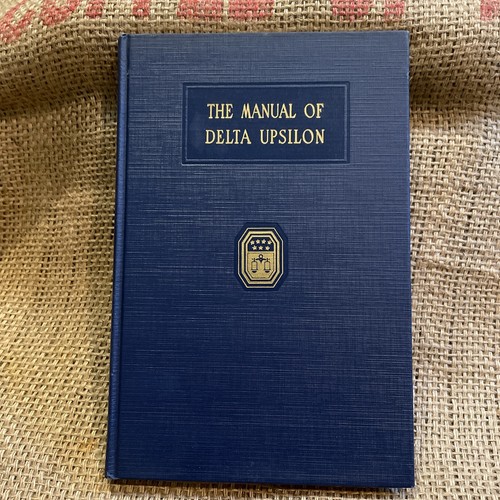 THE MANUAL OF
DELTA UPSILON